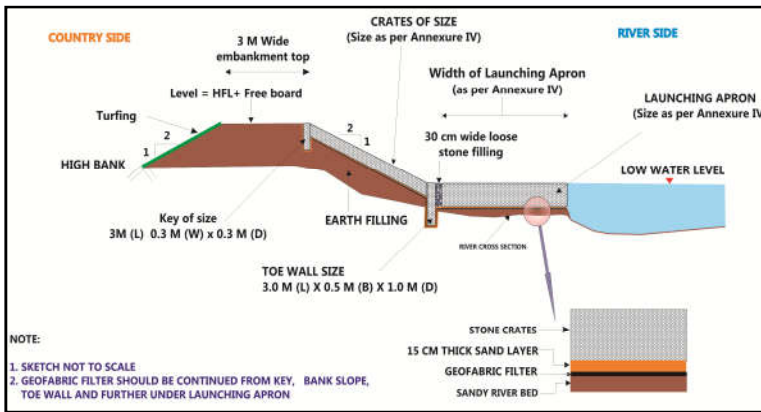 COUNTRY SIDE
3 M Wide
embankment top
CRATES OF SIZE
(Size as per Annexure IV)
RIVER SIDE
Level = HFL+ Free board
Width of Launching Apron
(as per Annexure IV)
Turfing
2
1
2
1
30 cm wide loose
stone filling
LAUNCHING APRON
(Size as per Annexure IV
HIGH BANK
LOW WATER LEVEL
Key of size
3M (L) 0.3 M (W) x 0.3 M (D)
EARTH FILLING
RIVER CROSS SECTION
TOE WALL SIZE
3.0 M (L) X 0.5 M (B) X 1.0 M (D)
STONE CRATES
15 CM THICK SAND LAYER
GEOFABRIC FILTER
SANDY RIVER BED
NOTE:
1. SKETCH NOT TO SCALE
2. GEOFABRIC FILTER SHOULD BE CONTINUED FROM KEY, BANK SLOPE,
TOE WALL AND FURTHER UNDER LAUNCHING APRON